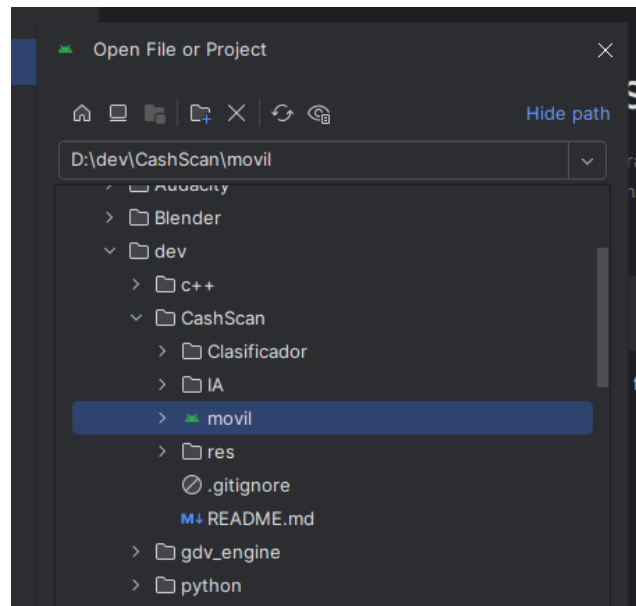 Open File or Project
Hide path
D:\dev\CashScan\movil
Audacity
Blender
dev
c++
CashScan
Clasificador
IA
movil
res
.gitignore
M↓ README.md
gdv_engine
python